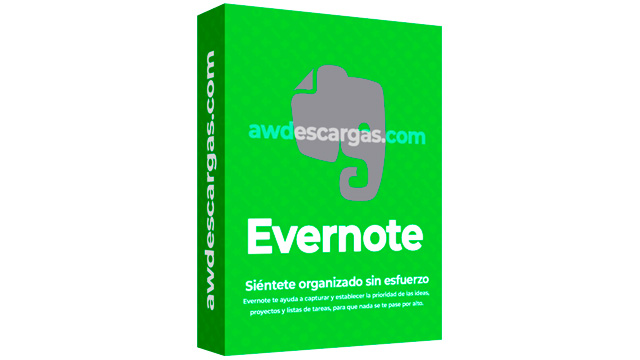 awdescargas.com
awdescargas.com
Evernote
Siéntete organizado sin esfuerzo
Evernote te ayuda a capturar y establecer la prioridad de las ideas,
proyectos y listas de tareas, para que nada se te pase por alto.